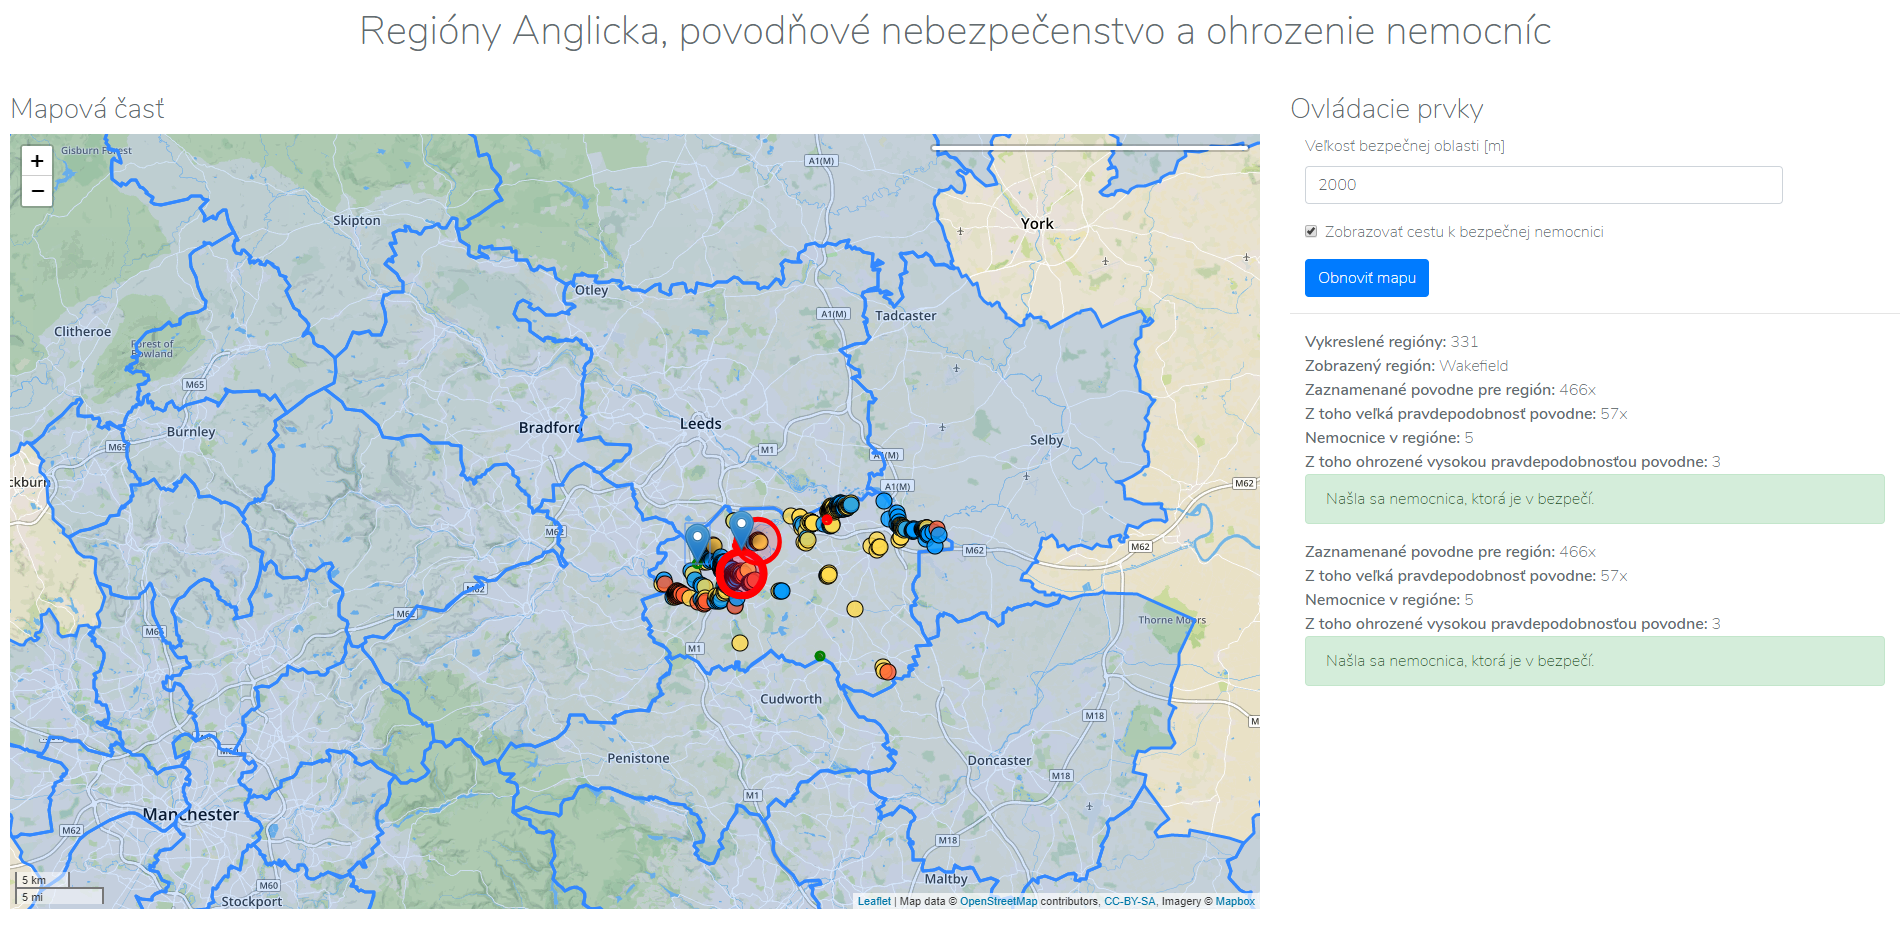 Regióny Anglicka, povodňové nebezpečenstvo a ohrozenie nemocníc
Mapová časť
+
−
Gisburn Forest
A1(M)
Skipton
York
Otley
A1(M)
Tadcaster
Clitheroe
Forest of
Bowland
M65
Leeds
Bradford
Burnley
M65
M1
A1(M)
Selby
ckburn
M62
A1(M)
M62
M62
M62
M62
M62
M62
Thorne Moors
M1
Cudworth
M18
M
Penistone
Doncaster
M18
M1
Manchester
M62
M18
Maltby
M60
Stockport
5 km
5 mi
Leaflet | Map data © OpenStreetMap contributors, CC-BY-SA, Imagery © Mapbox
Ovládacie prvky
Veľkosť bezpečnej oblasti [m]
2000
Zobrazovať cestu k bezpečnej nemocnici
Obnoviť mapu
Vykreslené regióny: 331
Zobrazený región: Wakefield
Zaznamenané povodne pre región: 466x
Z toho veľká pravdepodobnosť povodne: 57x
Nemocnice v regióne: 5
Z toho ohrozené vysokou pravdepodobnosťou povodne: 3
Našla sa nemocnica, ktorá je v bezpečí.
Zaznamenané povodne pre región: 466x
Z toho veľká pravdepodobnosť povodne: 57x
Nemocnice v regióne: 5
Z toho ohrozené vysokou pravdepodobnosťou povodne: 3
Našla sa nemocnica, ktorá je v bezpečí.